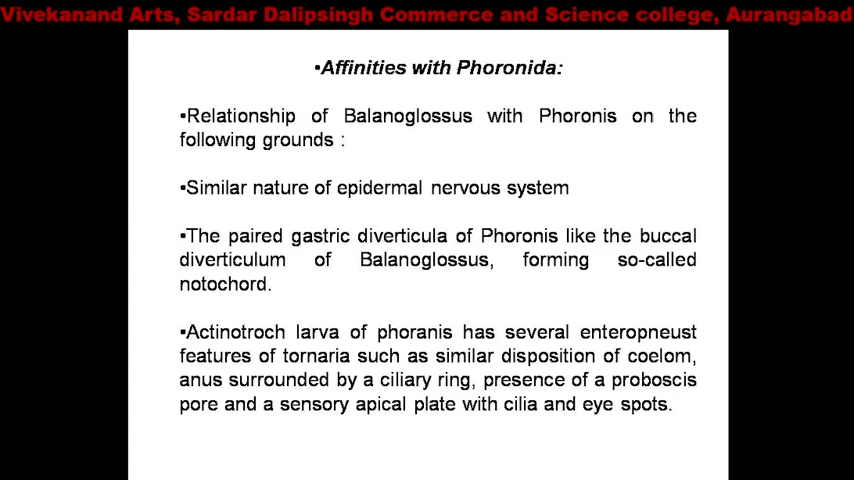 Vivekanand Arts, Sardar Dalipsingh Commerce and Science college, Aurangabad
•Affinities with Phoronida:
•Relationship of Balanoglossus with Phoronis on the
following grounds :
•Similar nature of epidermal nervous system
•The paired gastric diverticula of Phoronis like the buccal
diverticulum of Balanoglossus, forming so-called
notochord.
•Actinotroch larva of phoranis has several enteropneust
features of tornaria such as similar disposition of coelom,
anus surrounded by a ciliary ring, presence of a proboscis
pore and a sensory apical plate with cilia and eye spots.